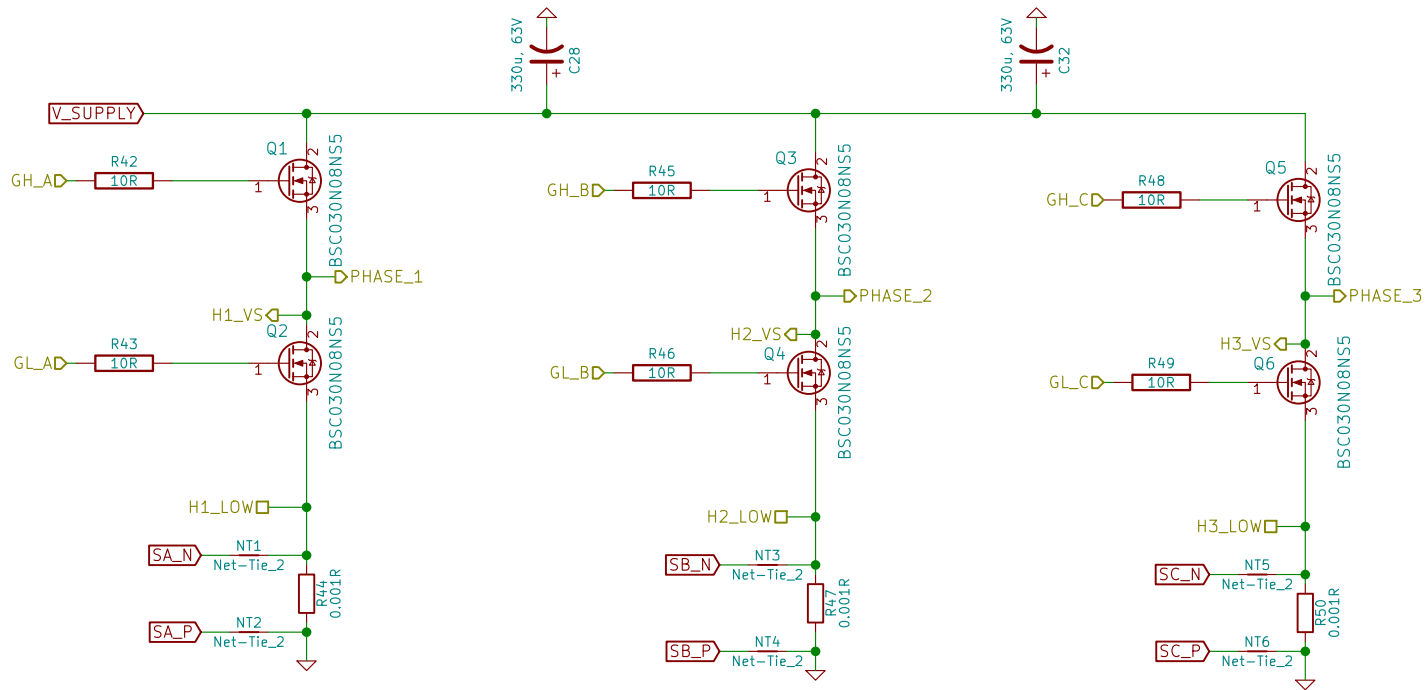 330u, 63V
C28
330u, 63V
C32
V_SUPPLY
Q1
2
BSC030N08NS5
GH_A
R42
10R
1
3
PHASE_1
H1_VS
Q2
2
BSC030N08NS5
GL_A
R43
10R
1
3
H1_LOW
SA_N
NT1
Net-Tie_2
R44
0.001R
SA_P
NT2
Net-Tie_2
Q3
2
BSC030N08NS5
GH_B
R45
10R
1
3
PHASE_2
H2_VS
Q4
2
BSC030N08NS5
GL_B
R46
10R
1
3
H2_LOW
SB_N
NT3
Net-Tie_2
R47
0.001R
SB_P
NT4
Net-Tie_2
Q5
2
BSC030N08NS5
GH_C
R48
10R
1
3
PHASE_3
H3_VS
Q6
2
BSC030N08NS5
GL_C
R49
10R
1
3
H3_LOW
SC_N
NT5
Net-Tie_2
R50
0.001R
SC_P
NT6
Net-Tie_2
+
+